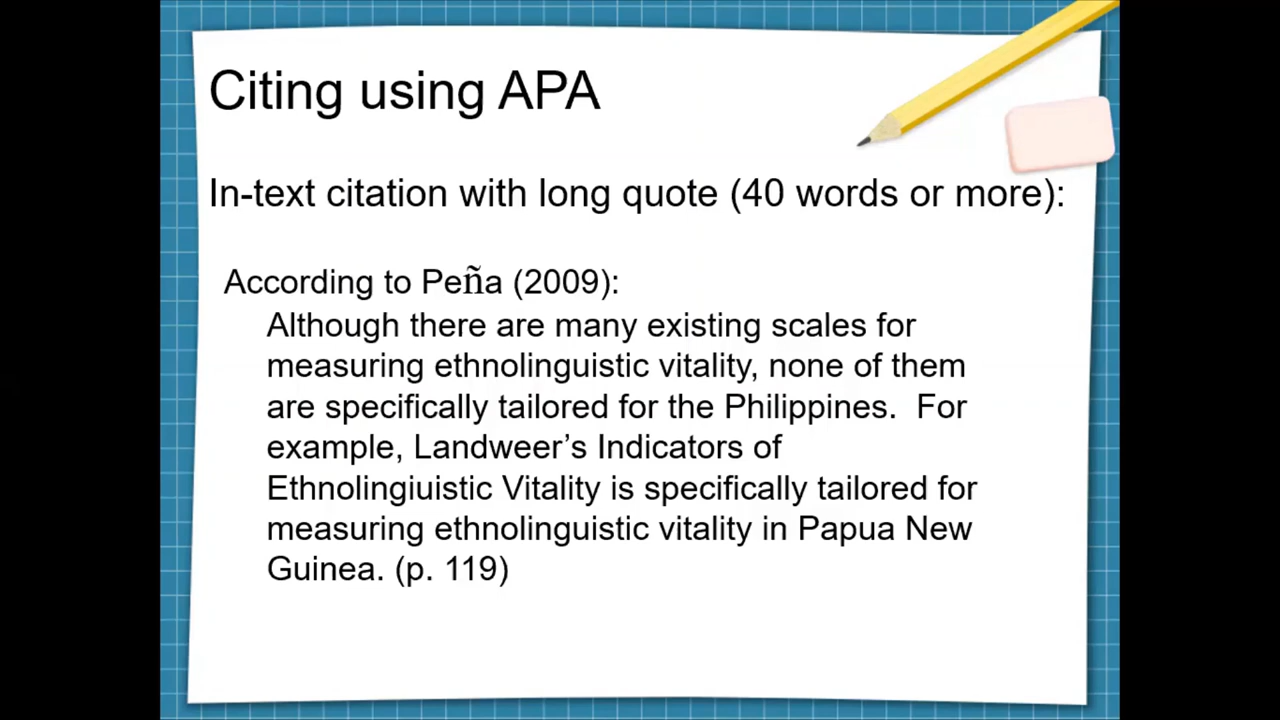 Citing using APA
In-text citation with long quote (40 words or more):
According to Peña (2009):
Although there are many existing scales for
measuring ethnolinguistic vitality, none of them
are specifically tailored for the Philippines.  For
example, Landweer’s Indicators of
Ethnolingiuistic Vitality is specifically tailored for
measuring ethnolinguistic vitality in Papua New
Guinea. (p. 119)